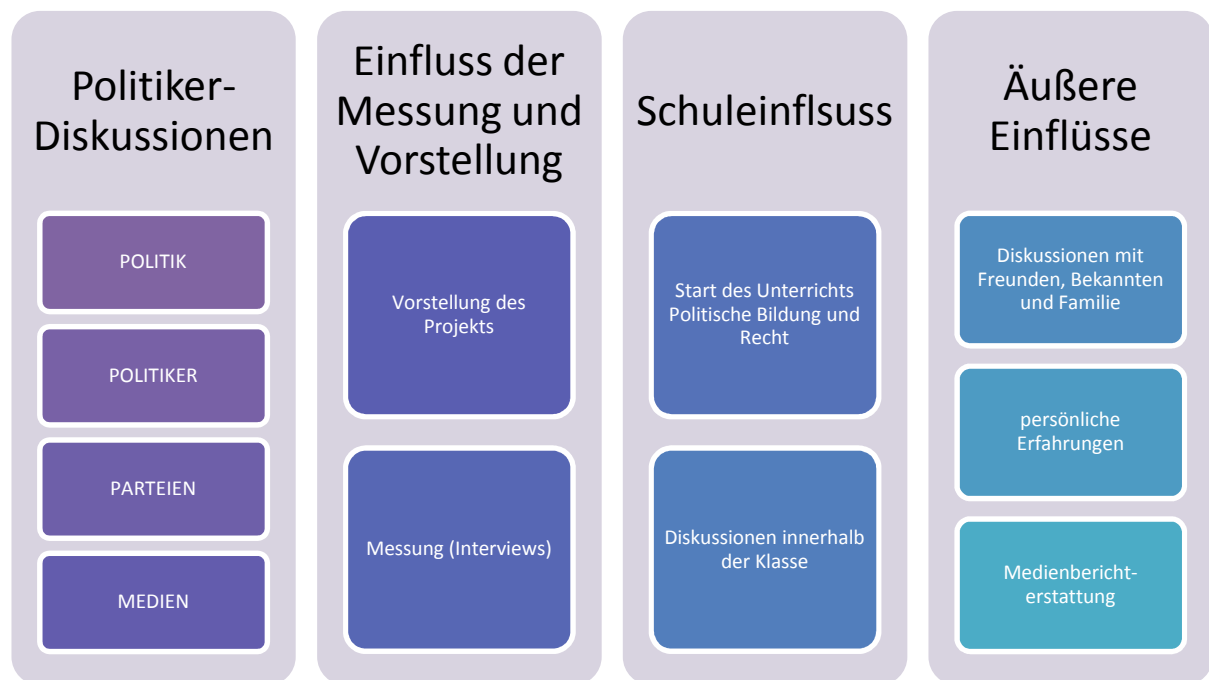 Politiker-
Diskussionen
POLITIK
POLITIKER
PARTEIEN
MEDIEN
Einfluss der
Messung und
Vorstellung
Vorstellung des
Projekts
Messung (Interviews)
Schuleinflsuss
Start des Unterrichts
Politische Bildung und
Recht
Diskussionen innerhalb
der Klasse
Äußere
Einflüsse
Diskussionen mit
Freunden, Bekannten
und Familie
persönliche
Erfahrungen
Medienbericht-
erstattung